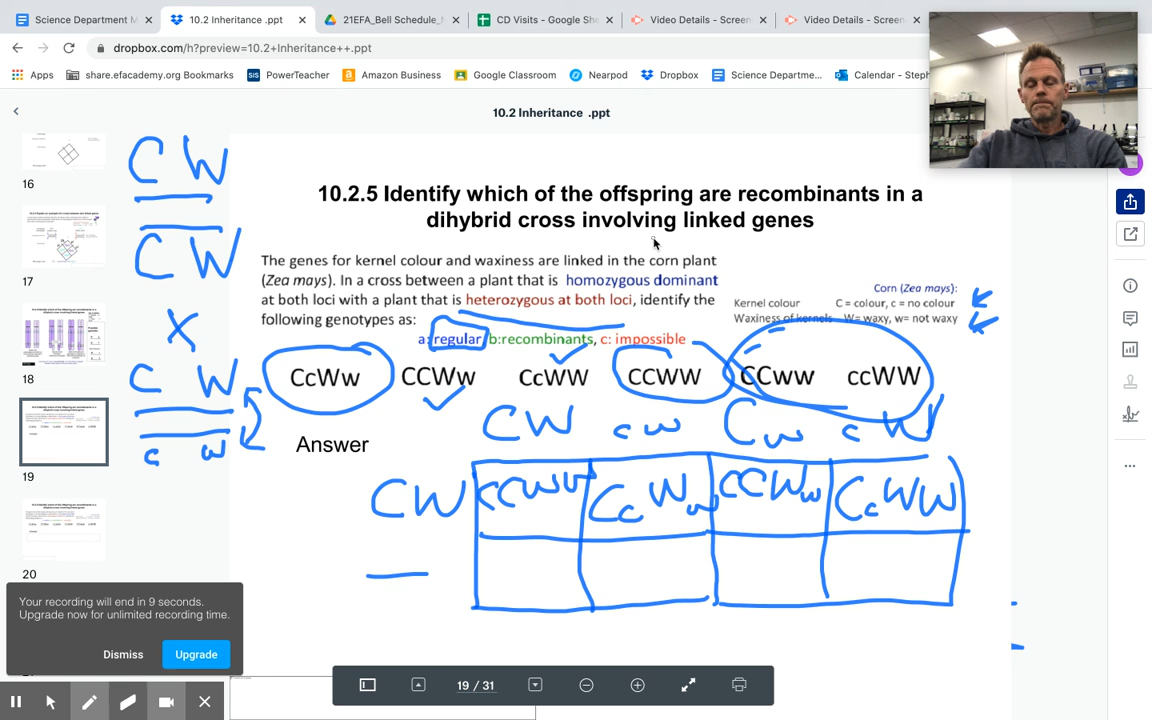 Science Department M
10.2 Inheritance .ppt
21EFA_Bell Schedule_
CD Visits - Google She
Video Details - Screen
Video Details - Screen
dropbox.com/h?preview=10.2+Inheritance++.ppt
Apps
share.efacademy.org Bookmarks
SIS
PowerTeacher
Amazon Business
Google Classroom
Nearpod
Dropbox
Science Departme...
Calendar - Steph
10.2 Inheritance .ppt
16
17
18
19
20
C W
C W
X
C W
c w
10.2.5 Identify which of the offspring are recombinants in a
dihybrid cross involving linked genes
The genes for kernel colour and waxiness are linked in the corn plant
(Zea mays). In a cross between a plant that is homozygous dominant
at both loci with a plant that is heterozygous at both loci, identify the
following genotypes as:
a: regular, b:recombinants, c: impossible
Corn (Zea mays):
Kernel colour C = colour, c = no colour
Waxiness of kernels W= waxy, w= not waxy
CcWw CCWw CcWW CCWW CCww ccWW
Answer
CW cw Cw cW
CW CCWW CcWw CCWw CcWW
Your recording will end in 9 seconds.
Upgrade now for unlimited recording time.
Dismiss
Upgrade
19 / 31